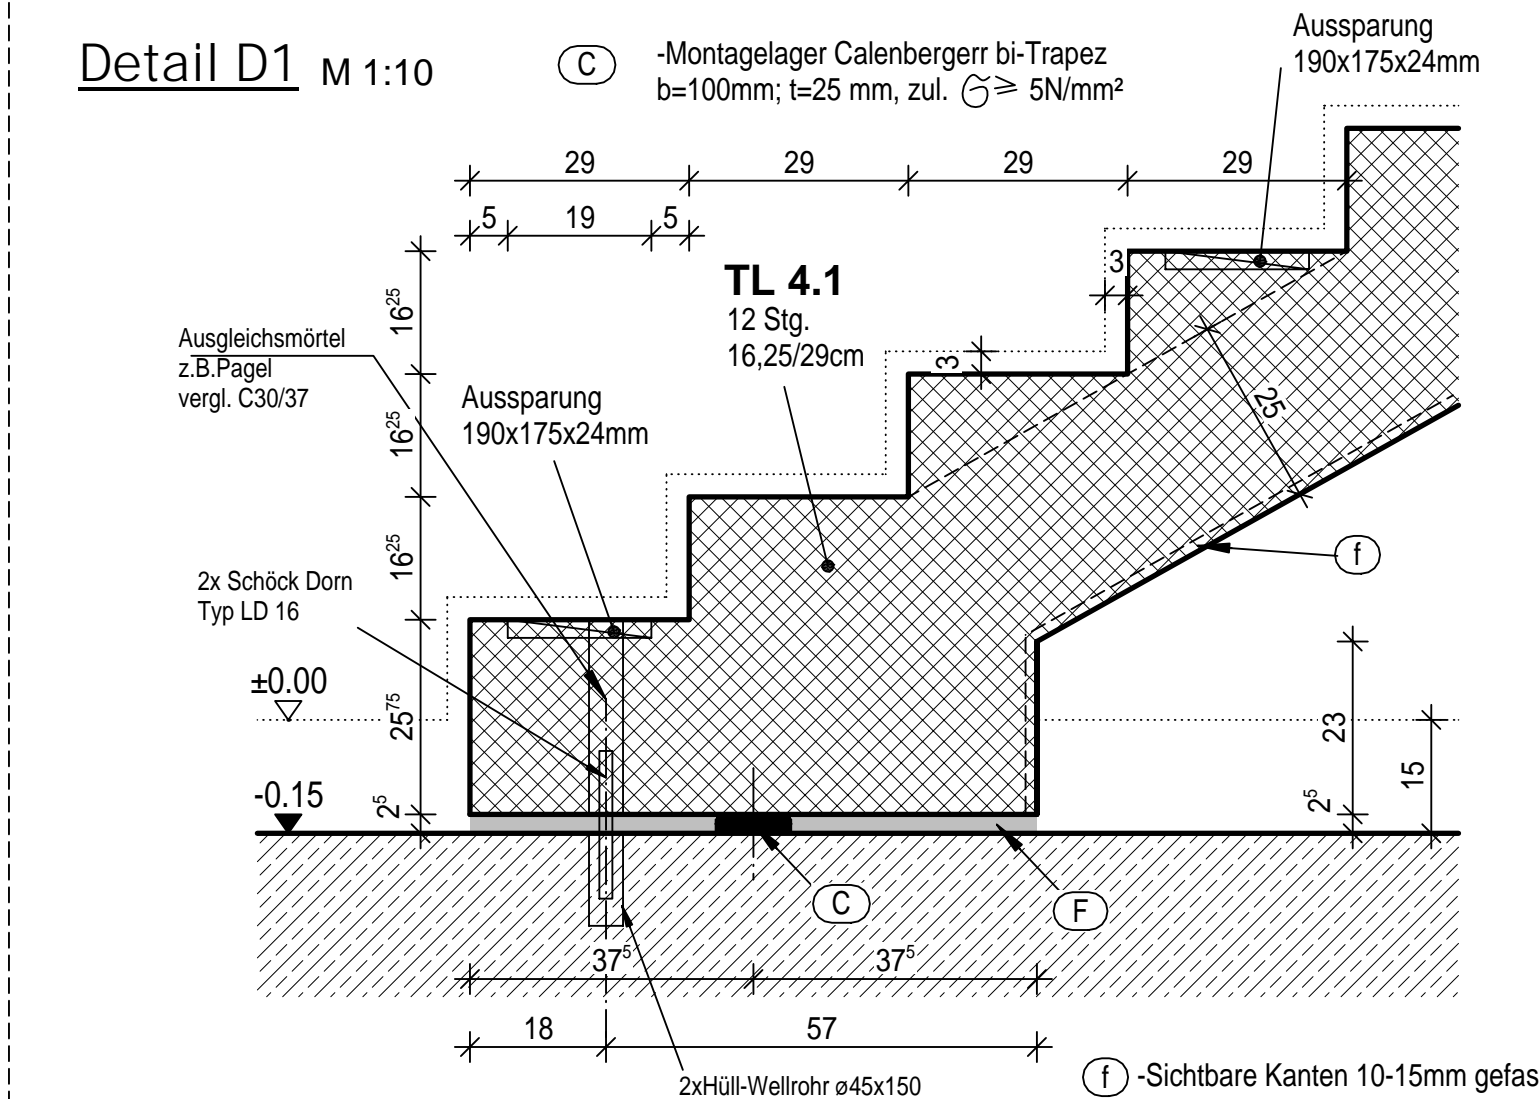 Detail D1 M 1:10
C
-Montagelager Calenbergerr bi-Trapez
b=100mm; t=25 mm, zul. σ ≥ 5N/mm²
Aussparung
190x175x24mm
29 29 29 29
5 19 5
3
TL 4.1
12 Stg.
16,25/29cm
3
16²⁵
Ausgleichsmörtel
z.B.Pagel
vergl. C30/37
Aussparung
190x175x24mm
25
16²⁵
16²⁵
f
2x Schöck Dorn
Typ LD 16
±0.00
25⁷⁵
23
15
-0.15
2⁵
2⁵
C
F
37⁵ 37⁵
18 57
2xHüll-Wellrohr ø45x150
f -Sichtbare Kanten 10-15mm gefas